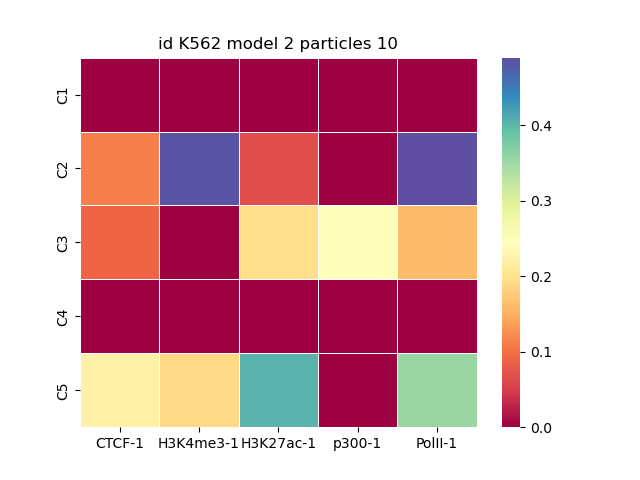 id K562 model 2 particles 10
C1
C2
C3
C4
C5
CTCF-1 H3K4me3-1 H3K27ac-1 p300-1 PolII-1
0.4
0.3
0.2
0.1
0.0